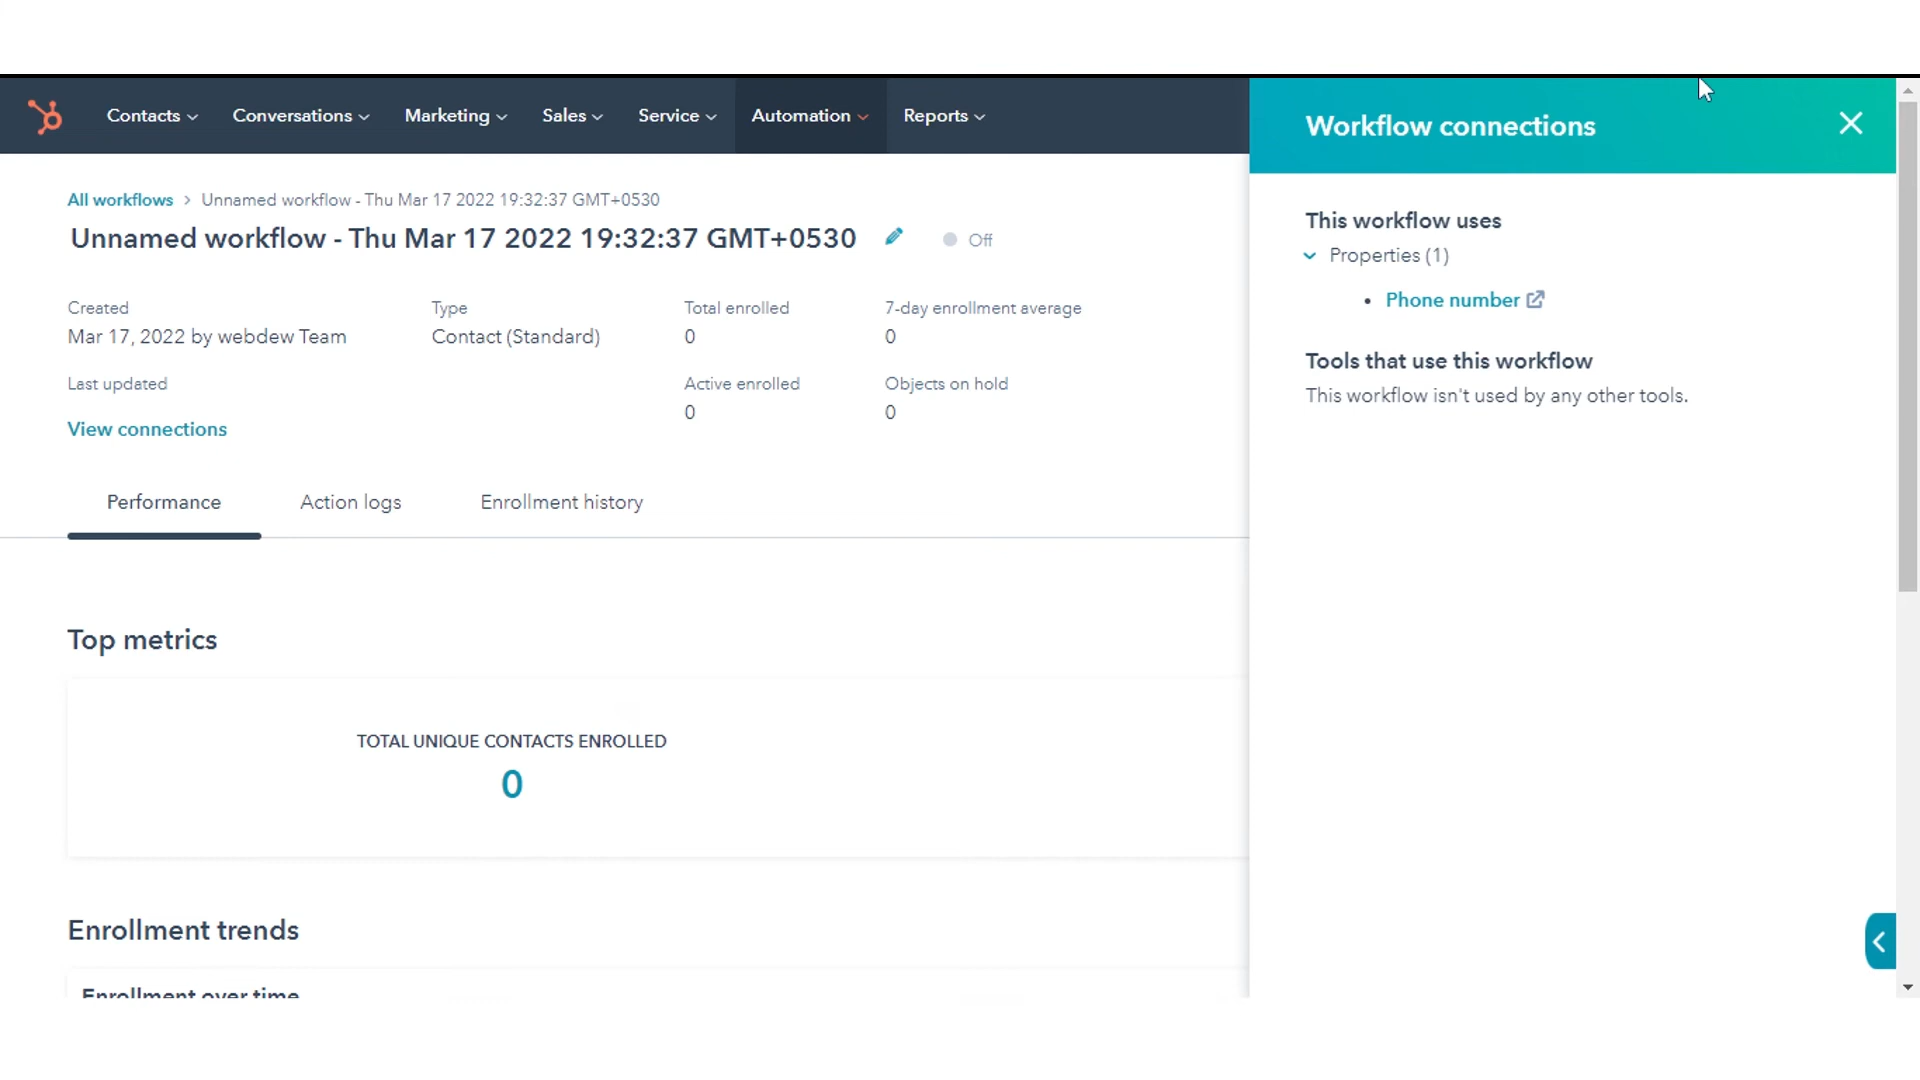 Contacts Conversations Marketing Sales Service Automation Reports
All workflows > Unnamed workflow - Thu Mar 17 2022 19:32:37 GMT+0530
Unnamed workflow - Thu Mar 17 2022 19:32:37 GMT+0530 Off
Created Type Total enrolled 7-day enrollment average
Mar 17, 2022 by webdew Team Contact (Standard) 0 0
Last updated Active enrolled Objects on hold
0 0
View connections
Performance Action logs Enrollment history
Top metrics
TOTAL UNIQUE CONTACTS ENROLLED
0
Enrollment trends
Enrollment over time
Workflow connections
This workflow uses
Properties (1)
• Phone number
Tools that use this workflow
This workflow isn't used by any other tools.